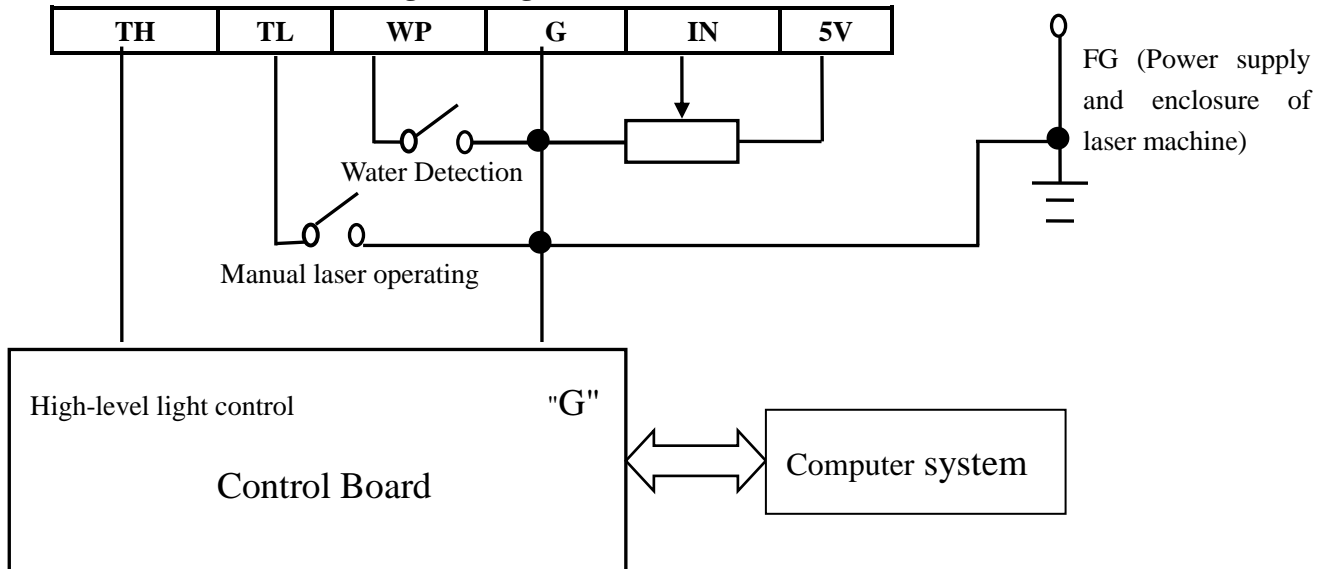 TH TL WP G IN 5V
FG (Power supply
and enclosure of
laser machine)
Water Detection
Manual laser operating
High-level light control "G"
Control Board
Computer system